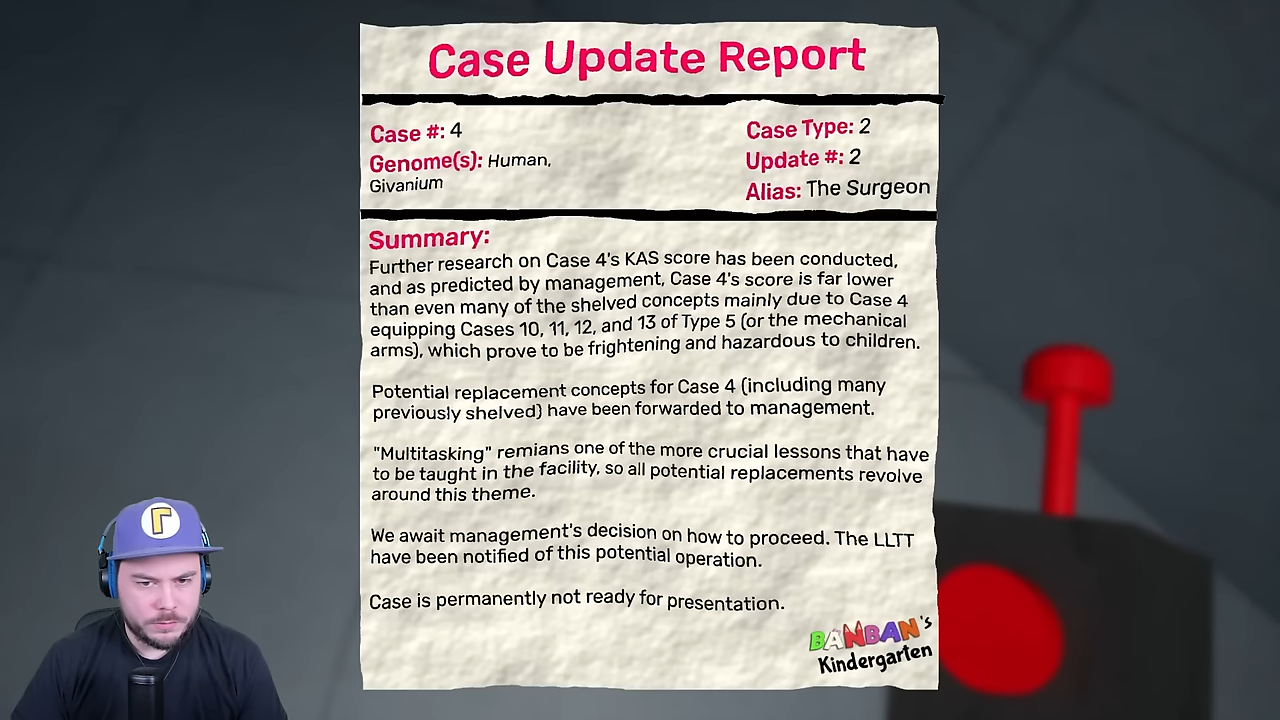 Case Update Report
Case #: 4
Genome(s): Human,
Givanium
Case Type: 2
Update #: 2
Alias: The Surgeon
Summary:
Further research on Case 4's KAS score has been conducted,
and as predicted by management, Case 4's score is far lower
than even many of the shelved concepts mainly due to Case 4
equipping Cases 10, 11, 12, and 13 of Type 5 (or the mechanical
arms), which prove to be frightening and hazardous to children.
Potential replacement concepts for Case 4 (including many
previously shelved) have been forwarded to management.
"Multitasking" remians one of the more crucial lessons that have
to be taught in the facility, so all potential replacements revolve
around this theme.
We await management's decision on how to proceed. The LLTT
have been notified of this potential operation.
Case is permanently not ready for presentation.
BANBAN's
Kindergarten